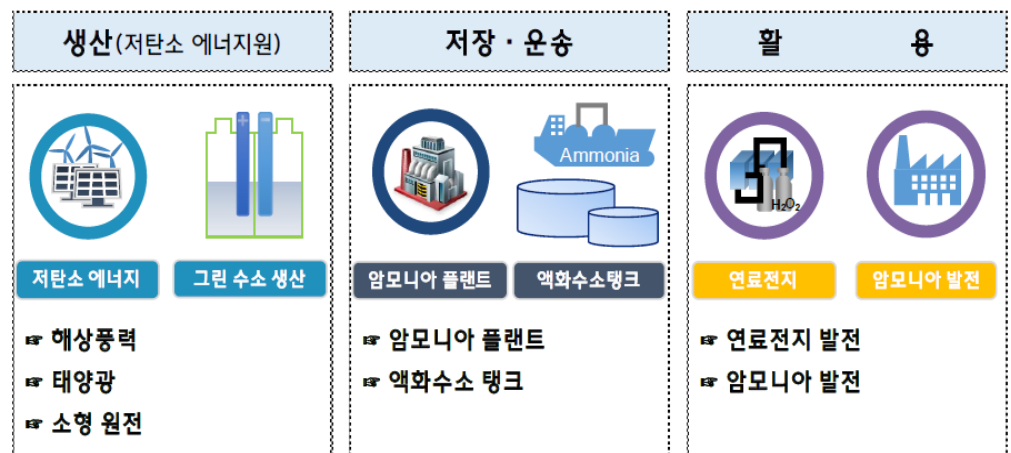 생산(저탄소 에너지원)
저장·운송
활 용
+ -
Ammonia
H2O2
저탄소 에너지
그린 수소 생산
암모니아 플랜트
액화수소탱크
연료전지
암모니아 발전
☞ 해상풍력
☞ 태양광
☞ 소형 원전
☞ 암모니아 플랜트
☞ 액화수소 탱크
☞ 연료전지 발전
☞ 암모니아 발전